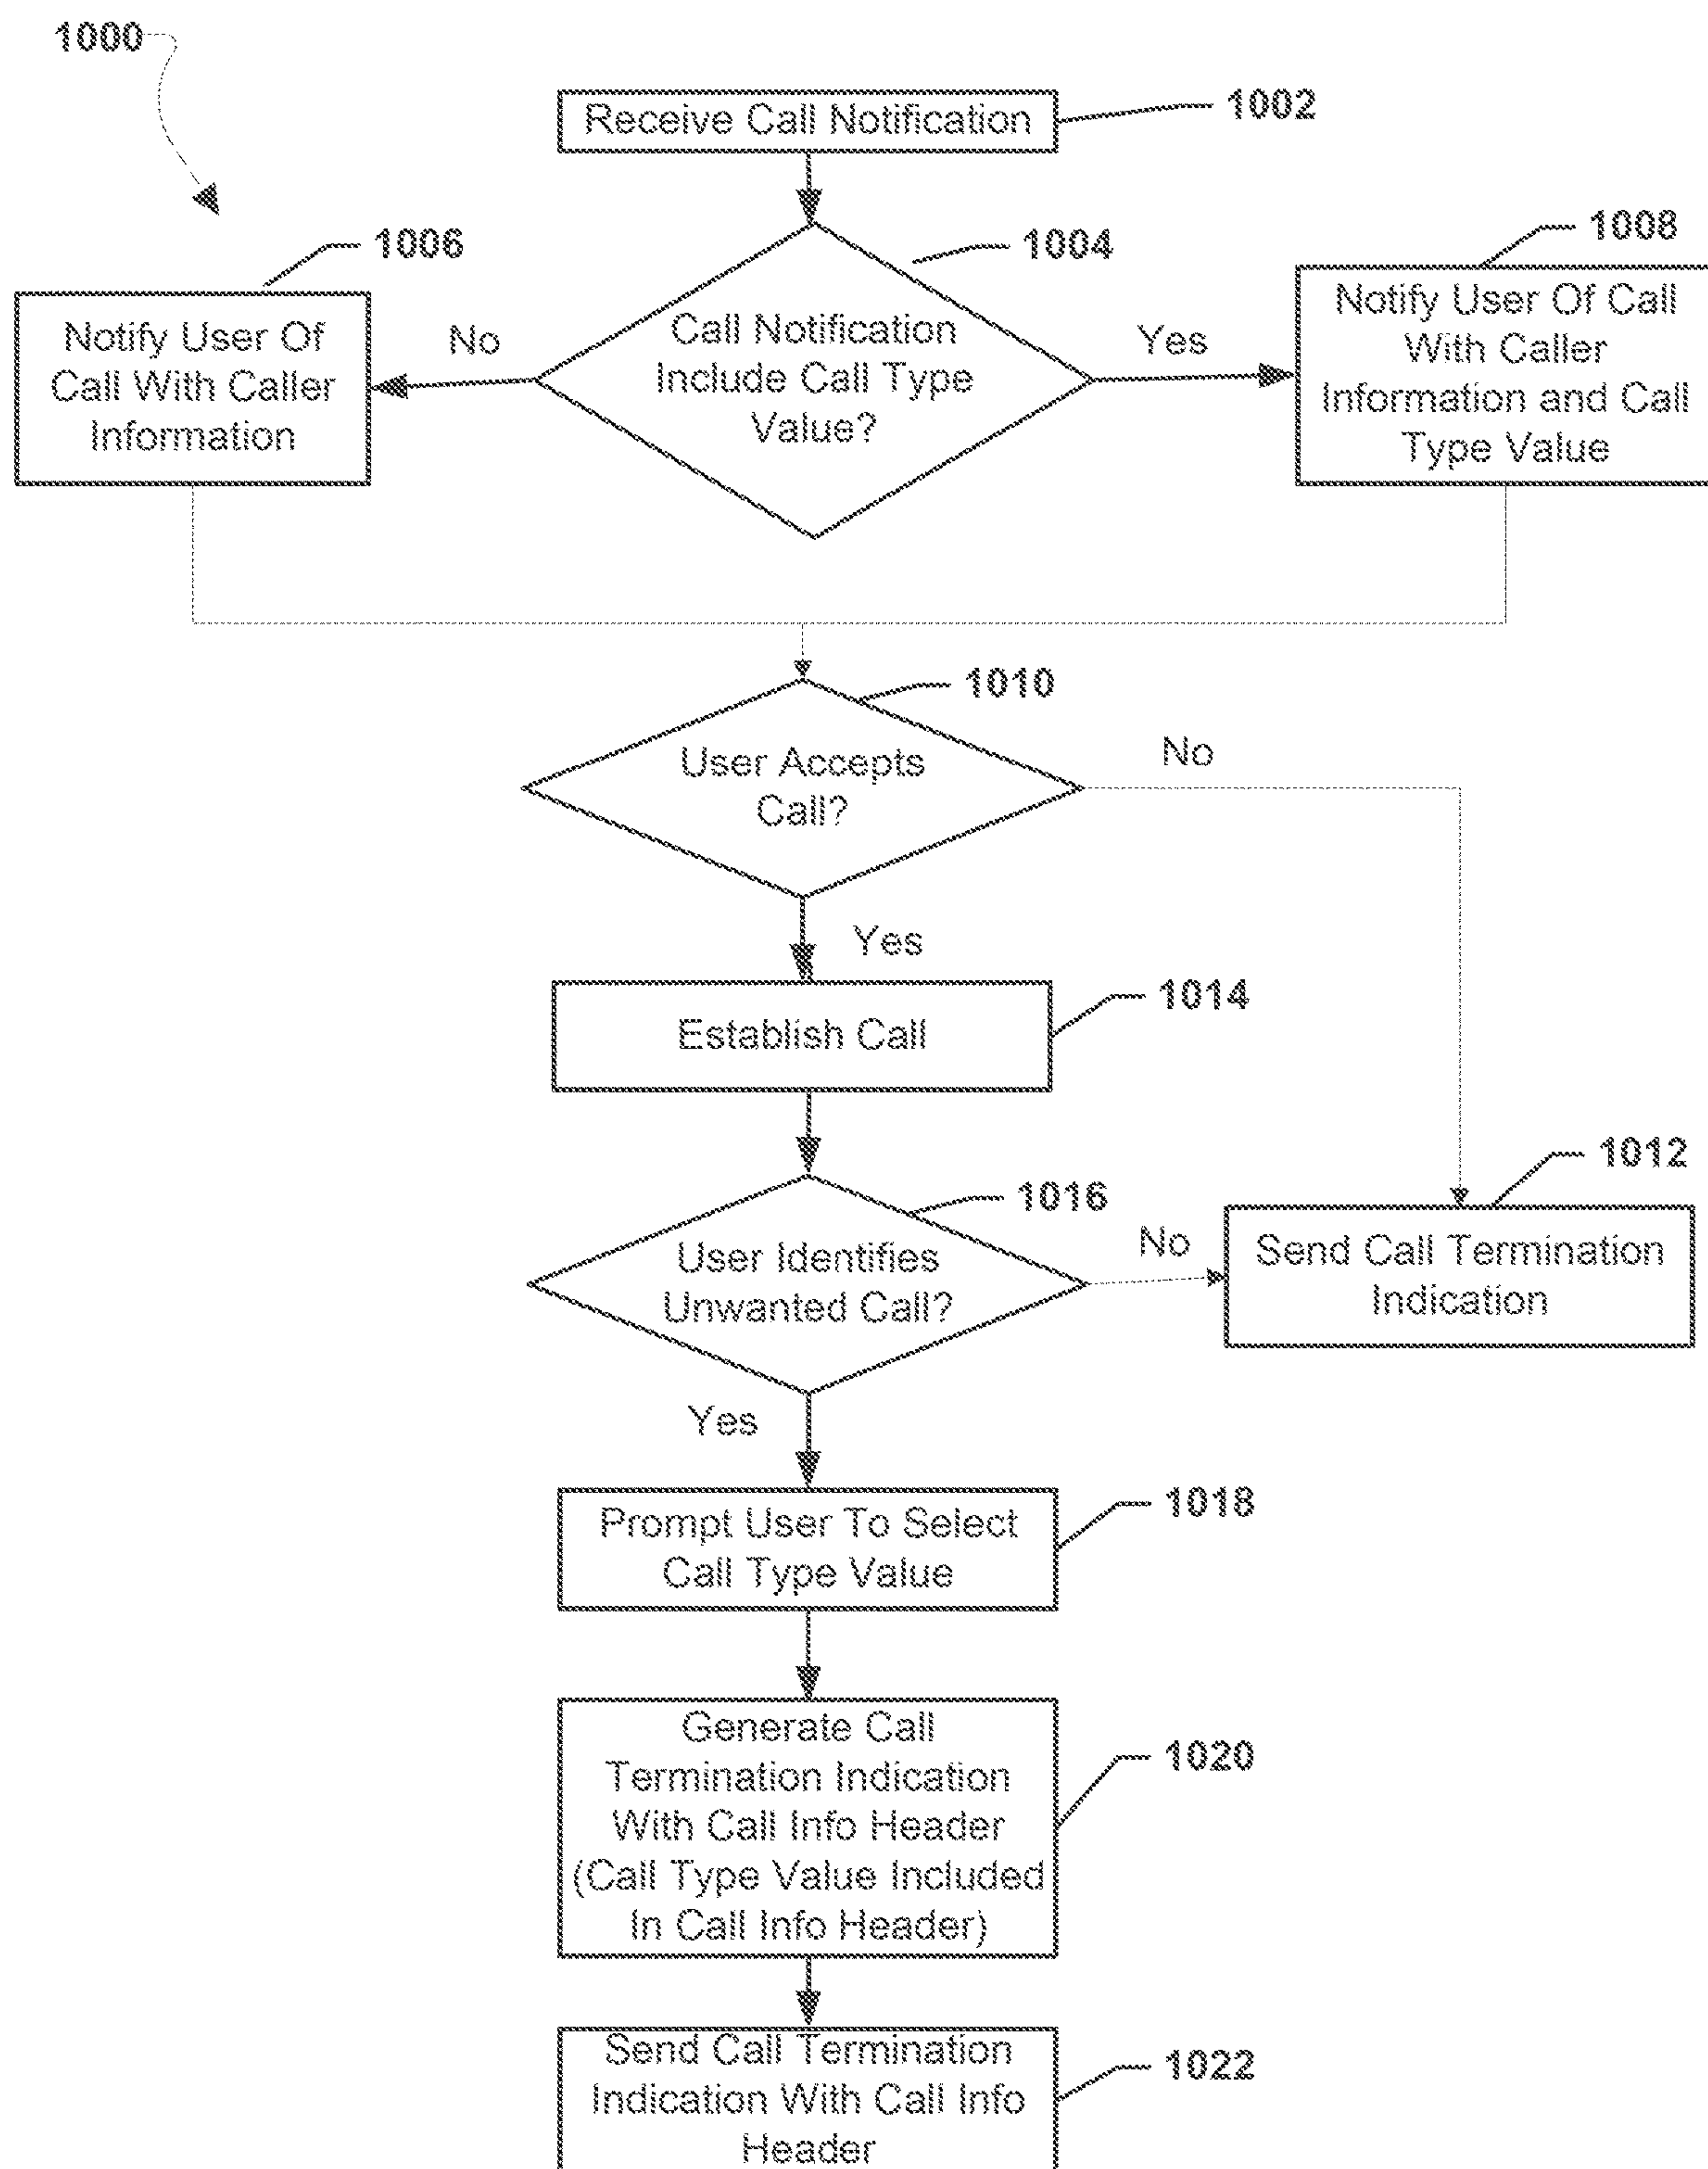 1000
Receive Call Notification
1002
1006
1004
1008
Notify User Of
Call With Caller
Information
No
Call Notification
Include Call Type
Value?
Yes
Notify User Of Call
With Caller
Information and Call
Type Value
1010
User Accepts
Call?
No
Yes
1014
Establish Call
1012
1016
User Identifies
Unwanted Call?
No
Send Call Termination
Indication
Yes
1018
Prompt User To Select
Call Type Value
Generate Call
Termination Indication
With Call Info Header
(Call Type Value Included
In Call Info Header)
1020
Send Call Termination
Indication With Call Info
Header
1022